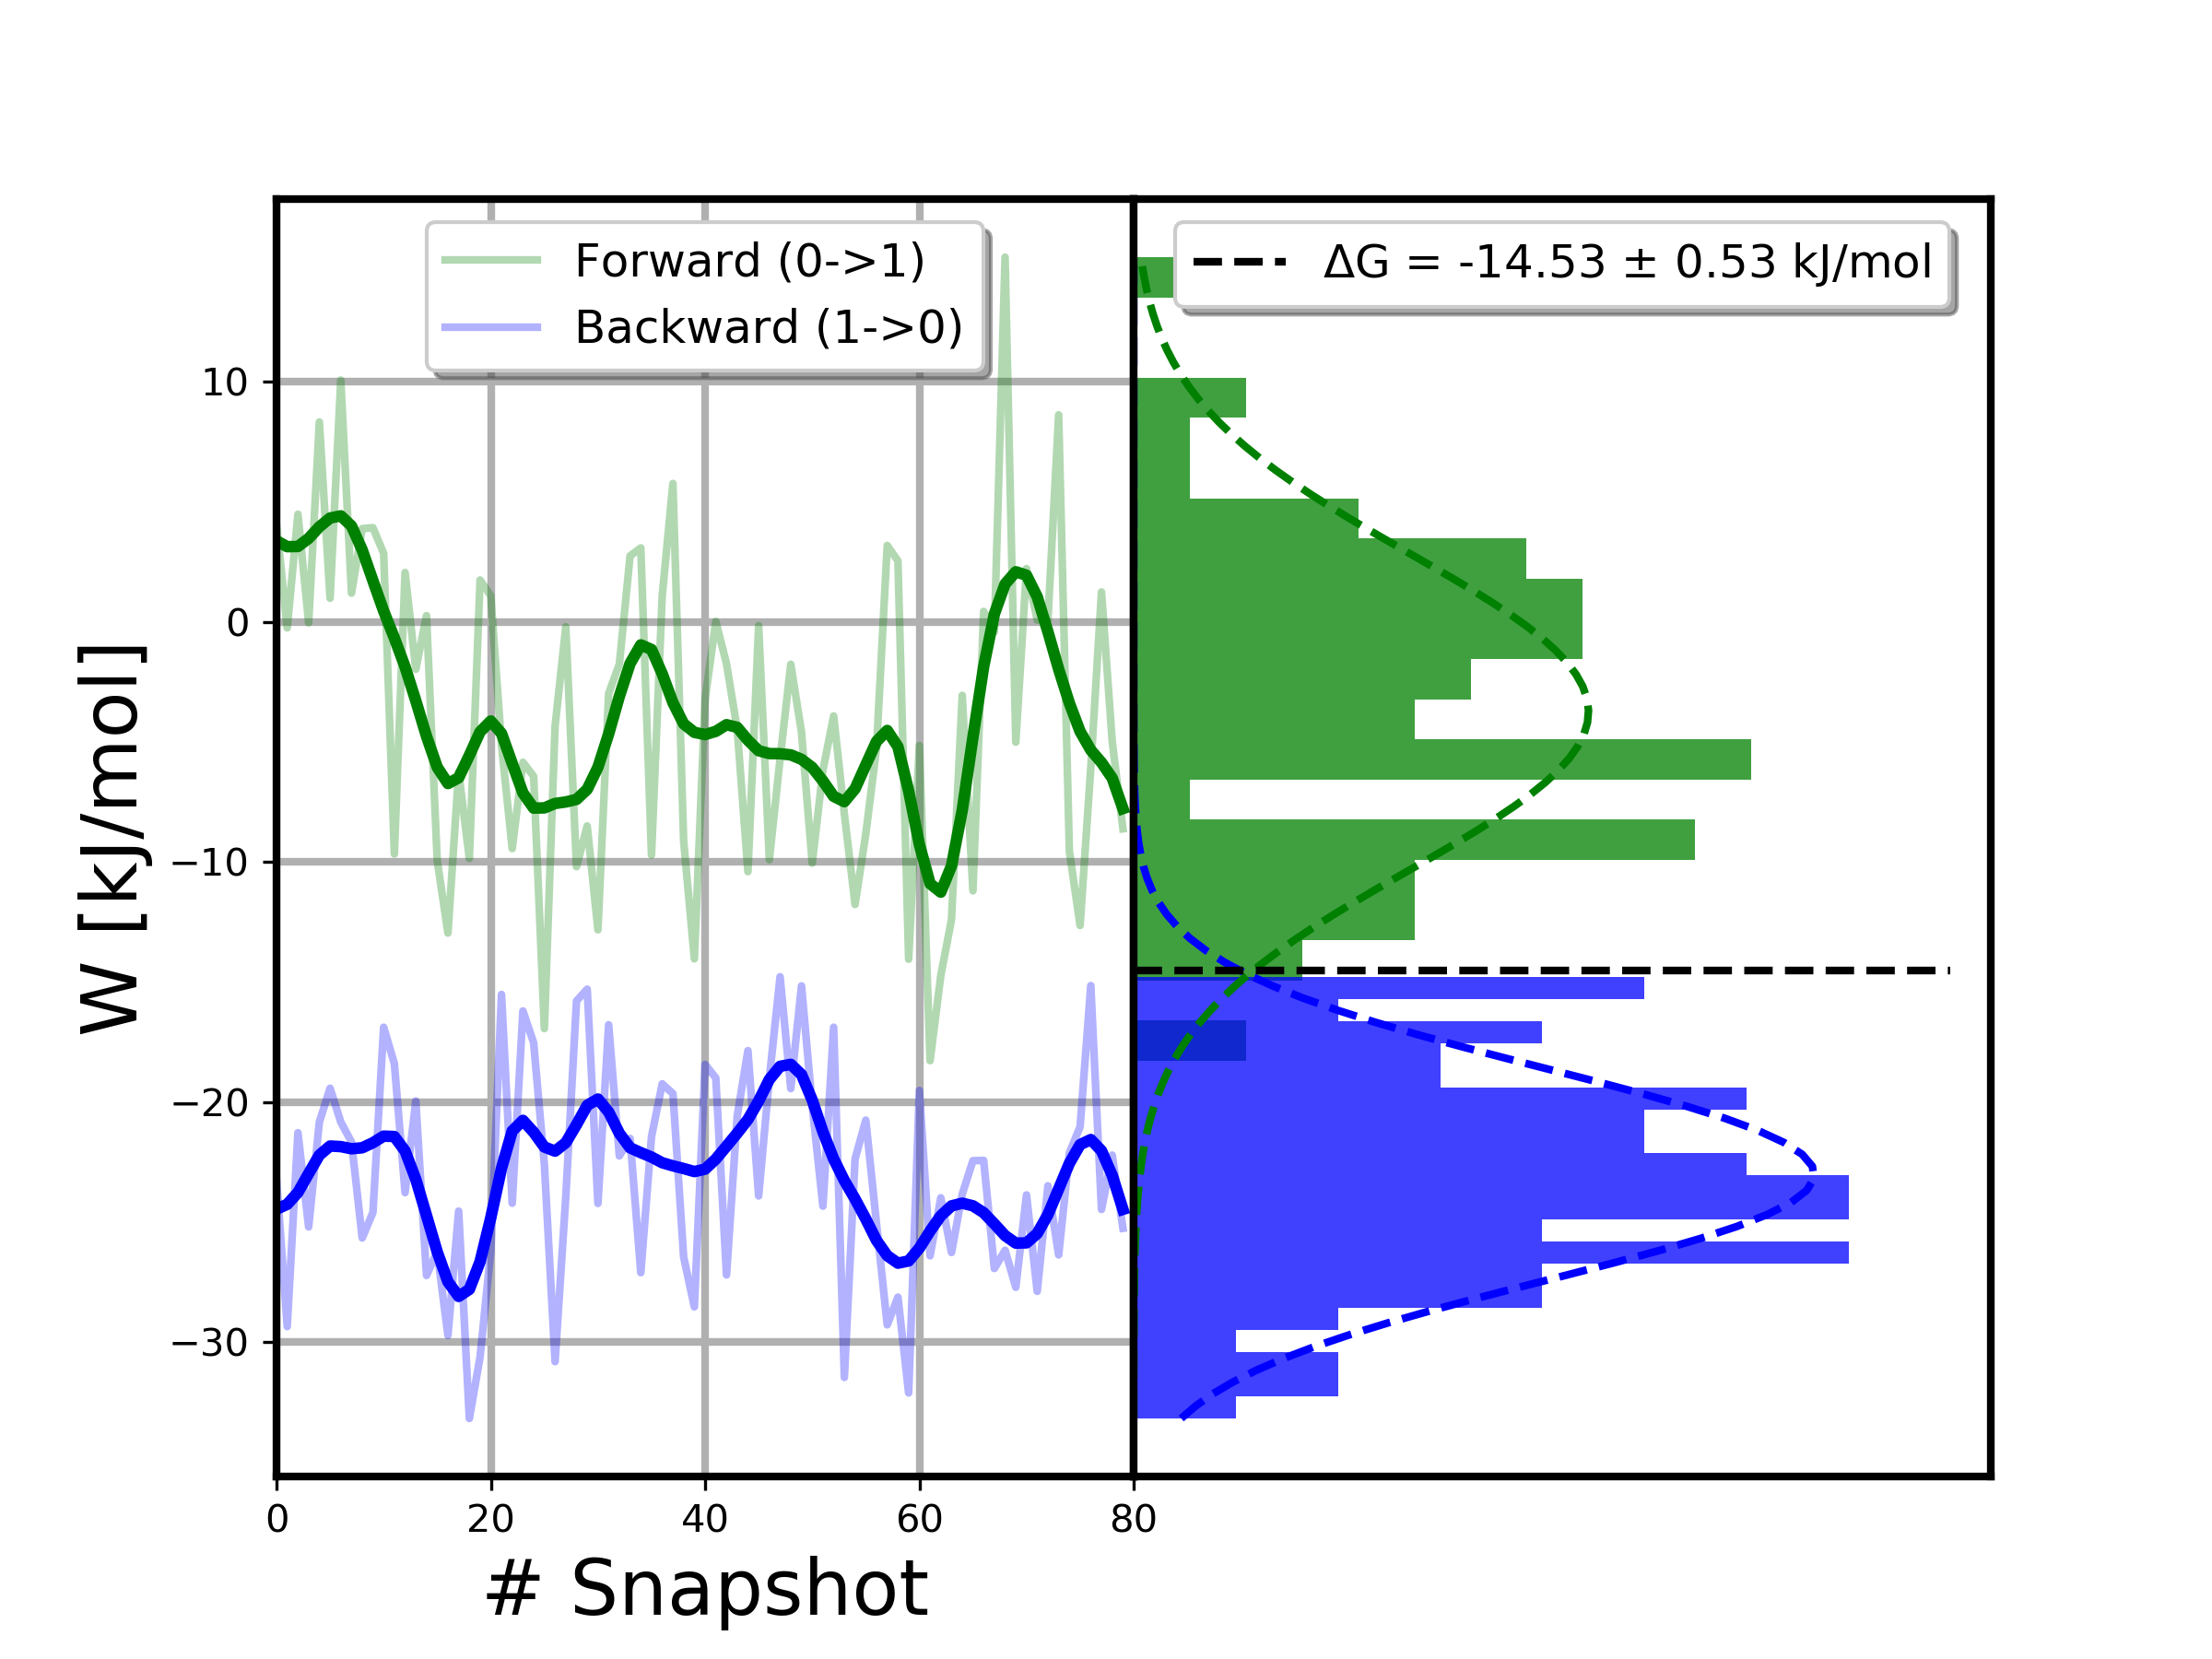 Forward (0->1)
Backward (1->0)
ΔG = -14.53 ± 0.53 kJ/mol
W [kJ/mol]
10
0
−10
−20
−30
0 20 40 60 80
# Snapshot